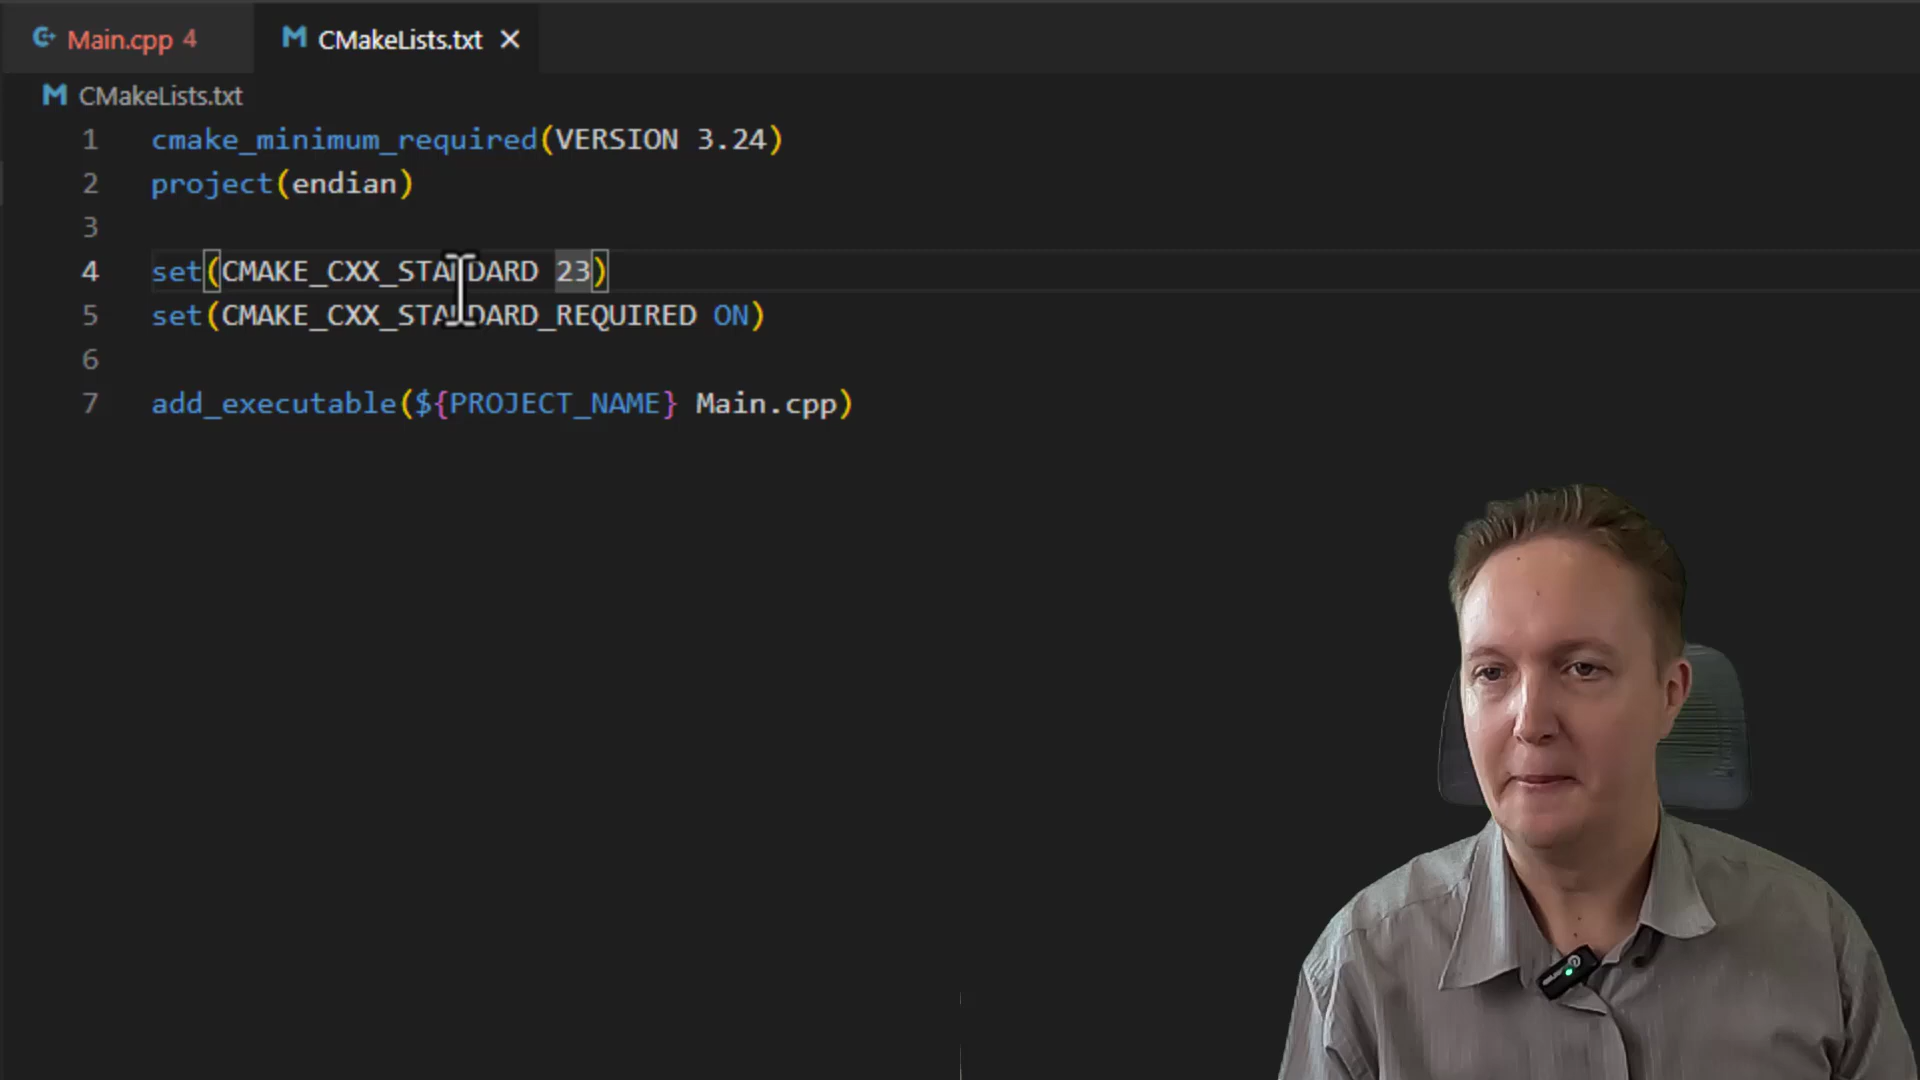 Main.cpp 4
CMakeLists.txt
CMakeLists.txt
1 cmake_minimum_required(VERSION 3.24)
2 project(endian)
3
4 set(CMAKE_CXX_STANDARD 23)
5 set(CMAKE_CXX_STANDARD_REQUIRED ON)
6
7 add_executable(${PROJECT_NAME} Main.cpp)